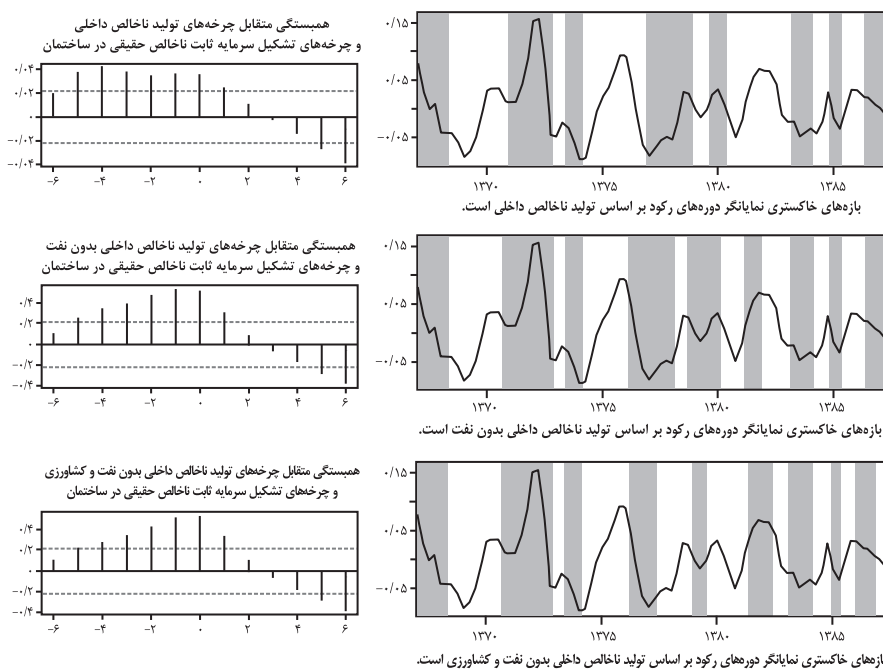 ۰/۱۵
۰/۰۵
−۰/۰۵
۱۳۷۰ ۱۳۷۵ ۱۳۸۰ ۱۳۸۵
بازه‌های خاکستری نمایانگر دوره‌های رکود بر اساس تولید ناخالص داخلی است.
همبستگی متقابل چرخه‌های تولید ناخالص داخلی
و چرخه‌های تشکیل سرمایه ثابت ناخالص حقیقی در ساختمان
۰/۰۴
۰/۰۲
۰
−۰/۰۲
−۰/۰۴
−۶ −۴ −۲ ۰ ۲ ۴ ۶
۰/۱۵
۰/۰۵
−۰/۰۵
۱۳۷۰ ۱۳۷۵ ۱۳۸۰ ۱۳۸۵
بازه‌های خاکستری نمایانگر دوره‌های رکود بر اساس تولید ناخالص داخلی بدون نفت است.
همبستگی متقابل چرخه‌های تولید ناخالص داخلی بدون نفت
و چرخه‌های تشکیل سرمایه ثابت ناخالص حقیقی در ساختمان
۰/۴
۰/۲
۰
−۰/۲
−۰/۴
−۶ −۴ −۲ ۰ ۲ ۴ ۶
۰/۱۵
۰/۰۵
−۰/۰۵
۱۳۷۰ ۱۳۷۵ ۱۳۸۰ ۱۳۸۵
ازه‌های خاکستری نمایانگر دوره‌های رکود بر اساس تولید ناخالص داخلی بدون نفت و کشاورزی است.
همبستگی متقابل چرخه‌های تولید ناخالص داخلی بدون نفت و کشاورزی
و چرخه‌های تشکیل سرمایه ثابت ناخالص حقیقی در ساختمان
۰/۴
۰/۲
۰
−۰/۲
−۰/۴
−۶ −۴ −۲ ۰ ۲ ۴ ۶